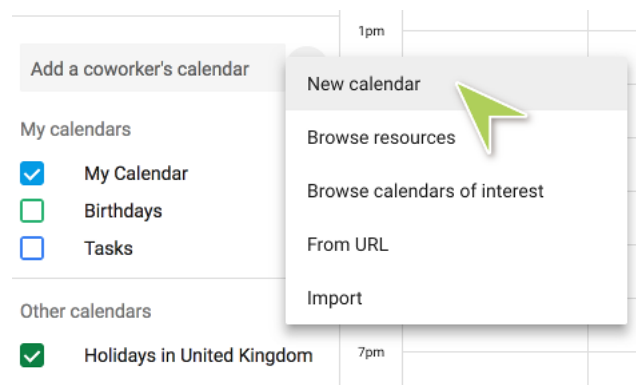 1pm
Add a coworker's calendar
New calendar
My calendars
Browse resources
My Calendar
Browse calendars of interest
Birthdays
Tasks
From URL
Import
Other calendars
Holidays in United Kingdom
7pm